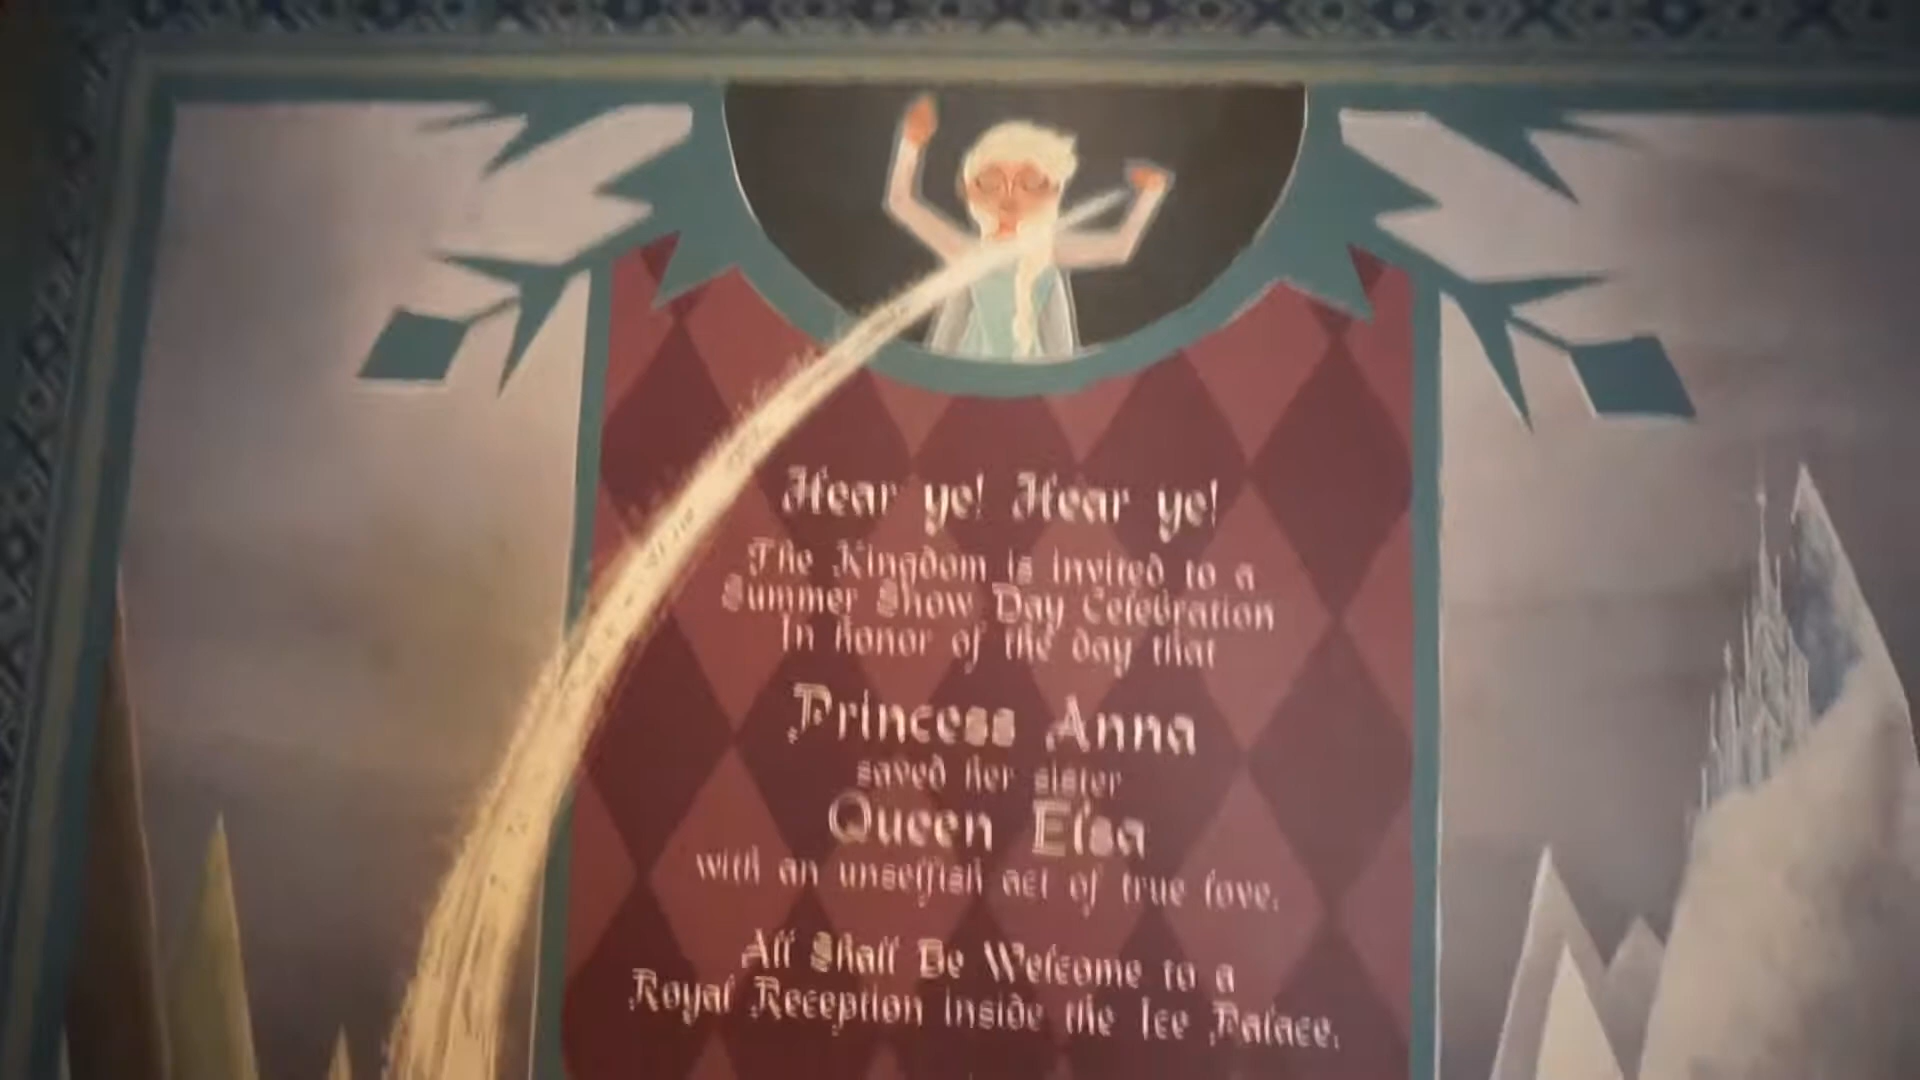 Hear ye! Hear ye!
The Kingdom is invited to a
Summer Snow Day Celebration
In honor of the day that
Princess Anna
saved her sister
Queen Elsa
with an unselfish act of true love.
All Shall Be Welcome to a
Royal Reception inside the Ice Palace.